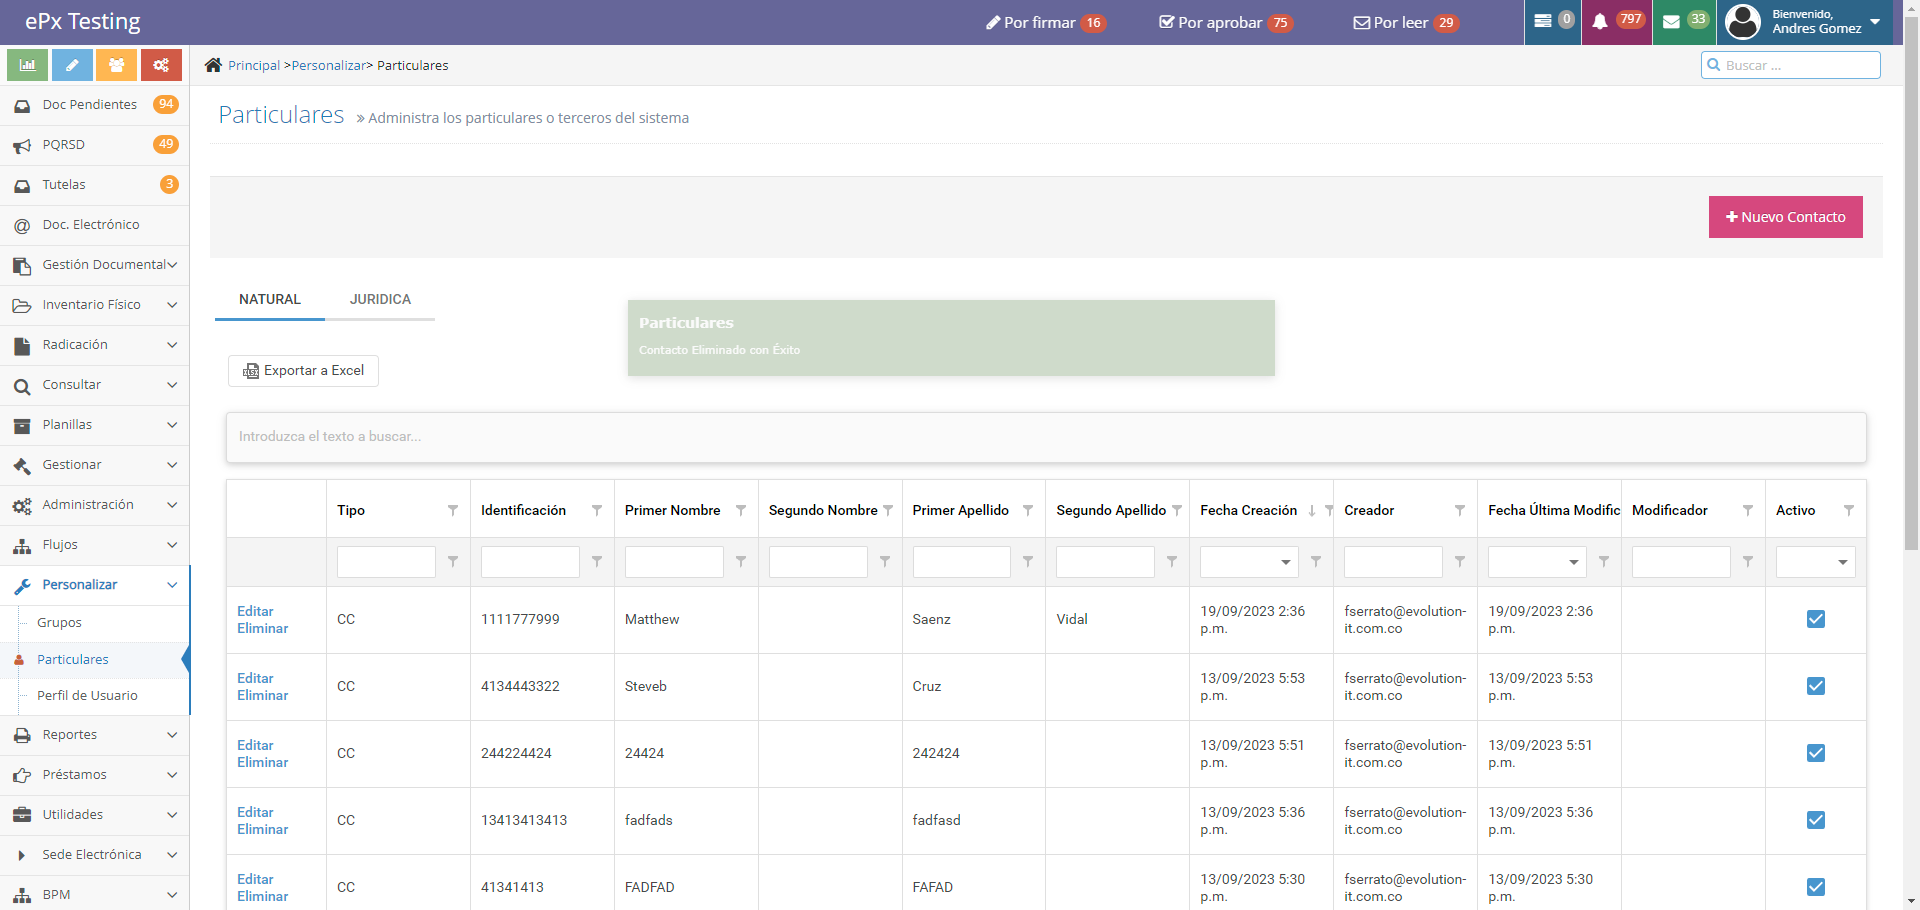 ePx Testing
Por firmar 16
Por aprobar 75
Por leer 29
0
797
33
Bienvenido,
Andres Gomez
Principal >Personalizar> Particulares
Buscar ...
Doc Pendientes 94
PQRSD 49
Tutelas 3
@ Doc. Electrónico
Gestión Documental
Inventario Físico
Radicación
Consultar
Planillas
Gestionar
Administración
Flujos
Personalizar
Grupos
Particulares
Perfil de Usuario
Reportes
Préstamos
Utilidades
Sede Electrónica
BPM
Particulares » Administra los particulares o terceros del sistema
+ Nuevo Contacto
NATURAL JURIDICA
Particulares
Contacto Eliminado con Éxito
Exportar a Excel
Introduzca el texto a buscar...
Tipo Identificación Primer Nombre Segundo Nombre Primer Apellido Segundo Apellido Fecha Creación Creador Fecha Última Modific Modificador Activo
Editar
Eliminar
CC 1111777999 Matthew Saenz Vidal
19/09/2023 2:36
p.m.
fserrato@evolution-
it.com.co
19/09/2023 2:36
p.m.
Editar
Eliminar
CC 4134443322 Steveb Cruz
13/09/2023 5:53
p.m.
fserrato@evolution-
it.com.co
13/09/2023 5:53
p.m.
Editar
Eliminar
CC 244224424 24424 242424
13/09/2023 5:51
p.m.
fserrato@evolution-
it.com.co
13/09/2023 5:51
p.m.
Editar
Eliminar
CC 13413413413 fadfads fadfasd
13/09/2023 5:36
p.m.
fserrato@evolution-
it.com.co
13/09/2023 5:36
p.m.
Editar
Eliminar
CC 41341413 FADFAD FAFAD
13/09/2023 5:30
p.m.
fserrato@evolution-
it.com.co
13/09/2023 5:30
p.m.